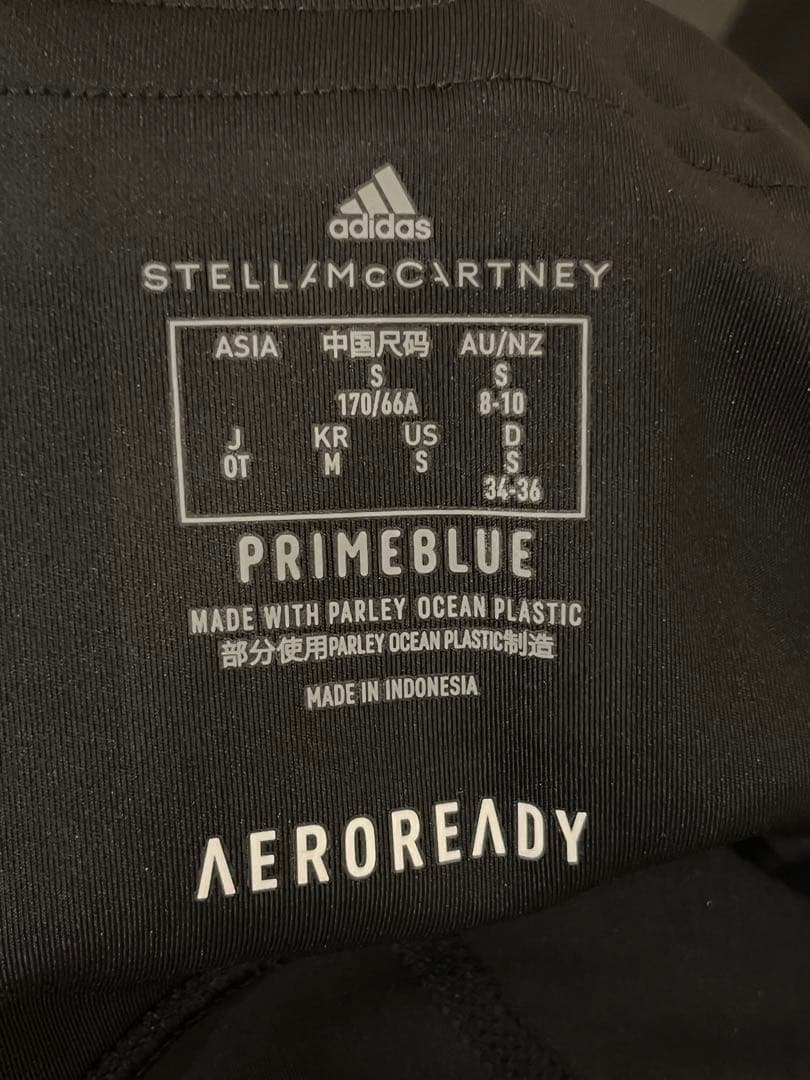 adidas
STELLAMcCARTNEY
ASIA 中国尺码 AU/NZ
S S
170/66A 8-10
J KR US D
OT M S S
34-36
PRIMEBLUE
MADE WITH PARLEY OCEAN PLASTIC
部分使用PARLEY OCEAN PLASTIC制造
MADE IN INDONESIA
AEROREADY